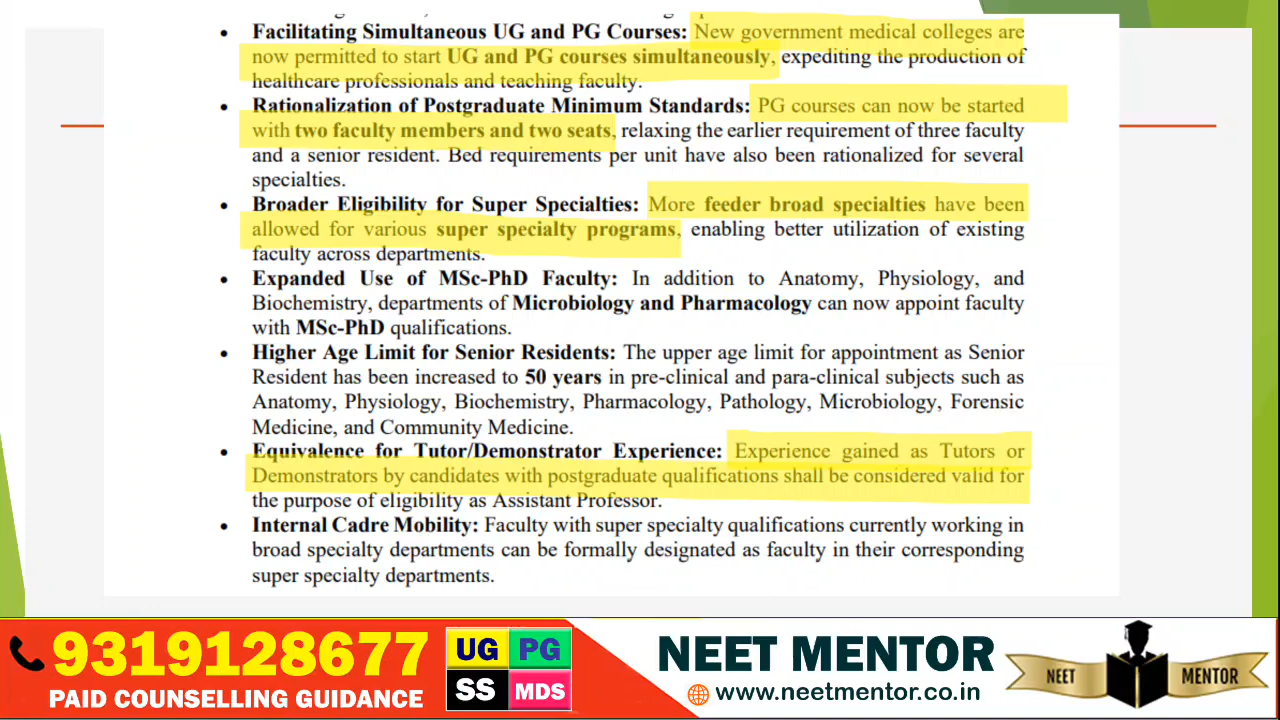 • Facilitating Simultaneous UG and PG Courses: New government medical colleges are
now permitted to start UG and PG courses simultaneously, expediting the production of
healthcare professionals and teaching faculty.
• Rationalization of Postgraduate Minimum Standards: PG courses can now be started
with two faculty members and two seats, relaxing the earlier requirement of three faculty
and a senior resident. Bed requirements per unit have also been rationalized for several
specialties.
• Broader Eligibility for Super Specialties: More feeder broad specialties have been
allowed for various super specialty programs, enabling better utilization of existing
faculty across departments.
• Expanded Use of MSc-PhD Faculty: In addition to Anatomy, Physiology, and
Biochemistry, departments of Microbiology and Pharmacology can now appoint faculty
with MSc-PhD qualifications.
• Higher Age Limit for Senior Residents: The upper age limit for appointment as Senior
Resident has been increased to 50 years in pre-clinical and para-clinical subjects such as
Anatomy, Physiology, Biochemistry, Pharmacology, Pathology, Microbiology, Forensic
Medicine, and Community Medicine.
• Equivalence for Tutor/Demonstrator Experience: Experience gained as Tutors or
Demonstrators by candidates with postgraduate qualifications shall be considered valid for
the purpose of eligibility as Assistant Professor.
• Internal Cadre Mobility: Faculty with super specialty qualifications currently working in
broad specialty departments can be formally designated as faculty in their corresponding
super specialty departments.
9319128677
PAID COUNSELLING GUIDANCE
UG PG
SS MDS
NEET MENTOR
www.neetmentor.co.in
NEET MENTOR